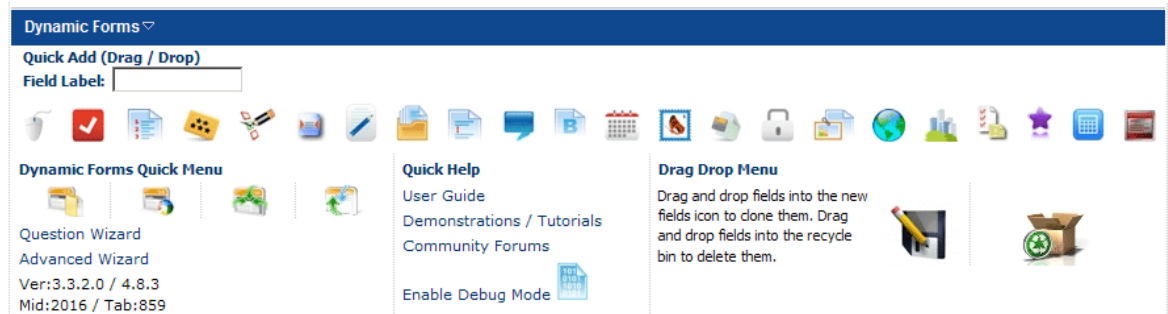 Dynamic Forms
Quick Add (Drag / Drop)
Field Label:
Dynamic Forms Quick Menu
Question Wizard
Advanced Wizard
Ver:3.3.2.0 / 4.8.3
Mid:2016 / Tab:859
Quick Help
User Guide
Demonstrations / Tutorials
Community Forums
Enable Debug Mode
Drag Drop Menu
Drag and drop fields into the new
fields icon to clone them. Drag
and drop fields into the recycle
bin to delete them.